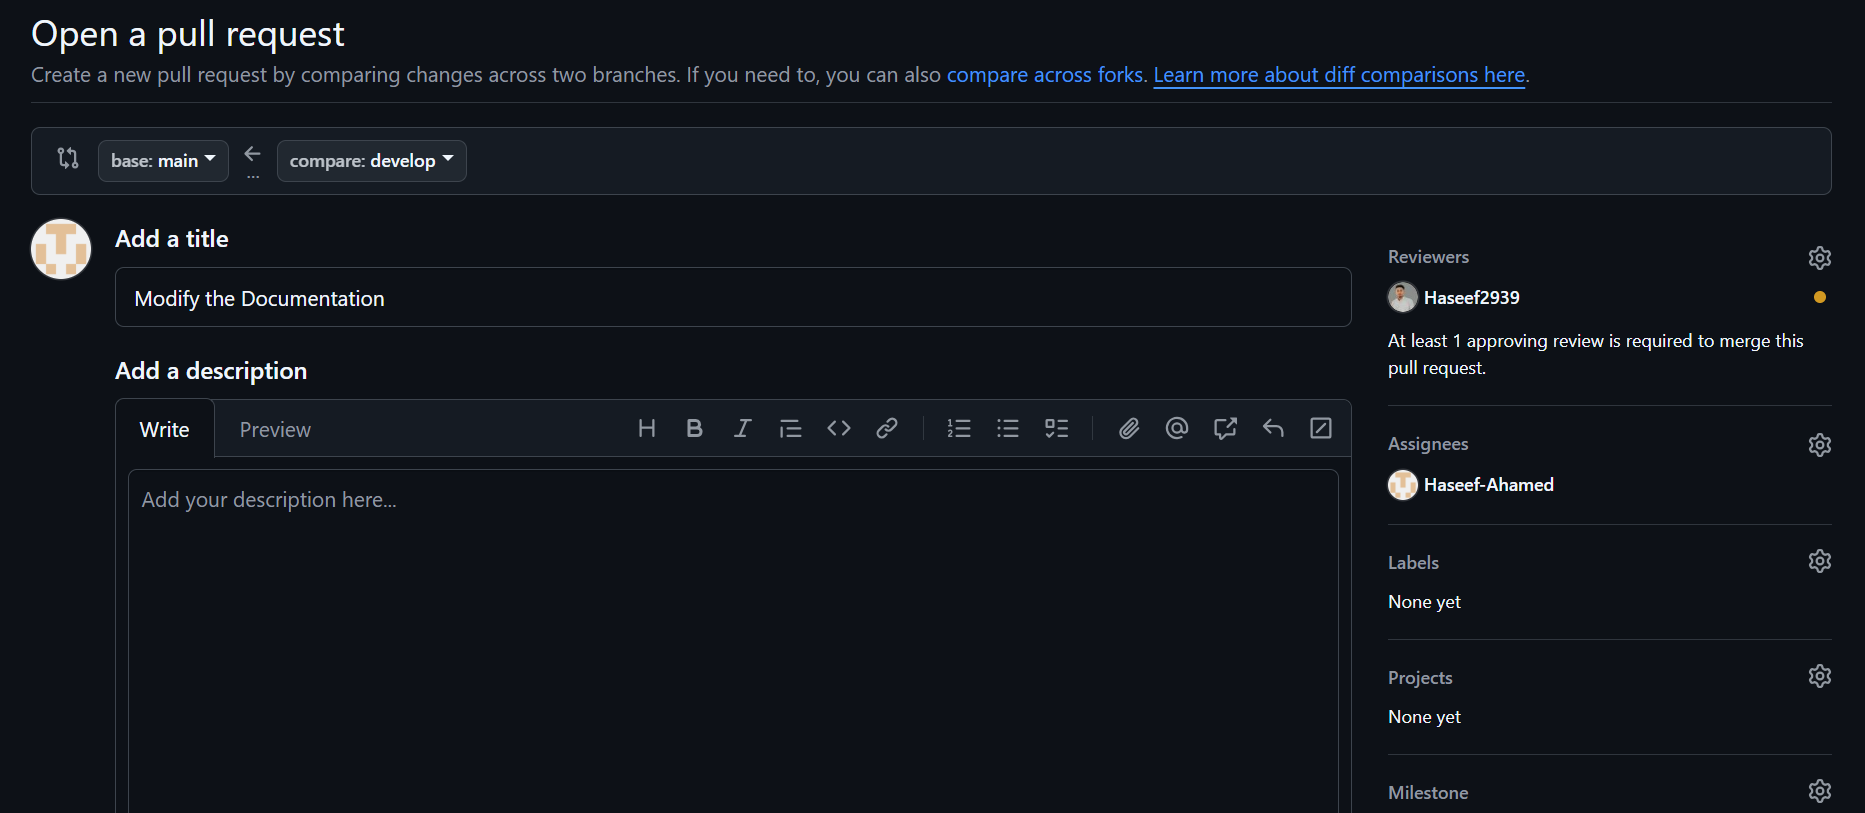 Open a pull request
Create a new pull request by comparing changes across two branches. If you need to, you can also compare across forks. Learn more about diff comparisons here.
base: main
...
compare: develop
Add a title
Modify the Documentation
Add a description
Write
Preview
Add your description here...
Reviewers
Haseef2939
At least 1 approving review is required to merge this
pull request.
Assignees
Haseef-Ahamed
Labels
None yet
Projects
None yet
Milestone